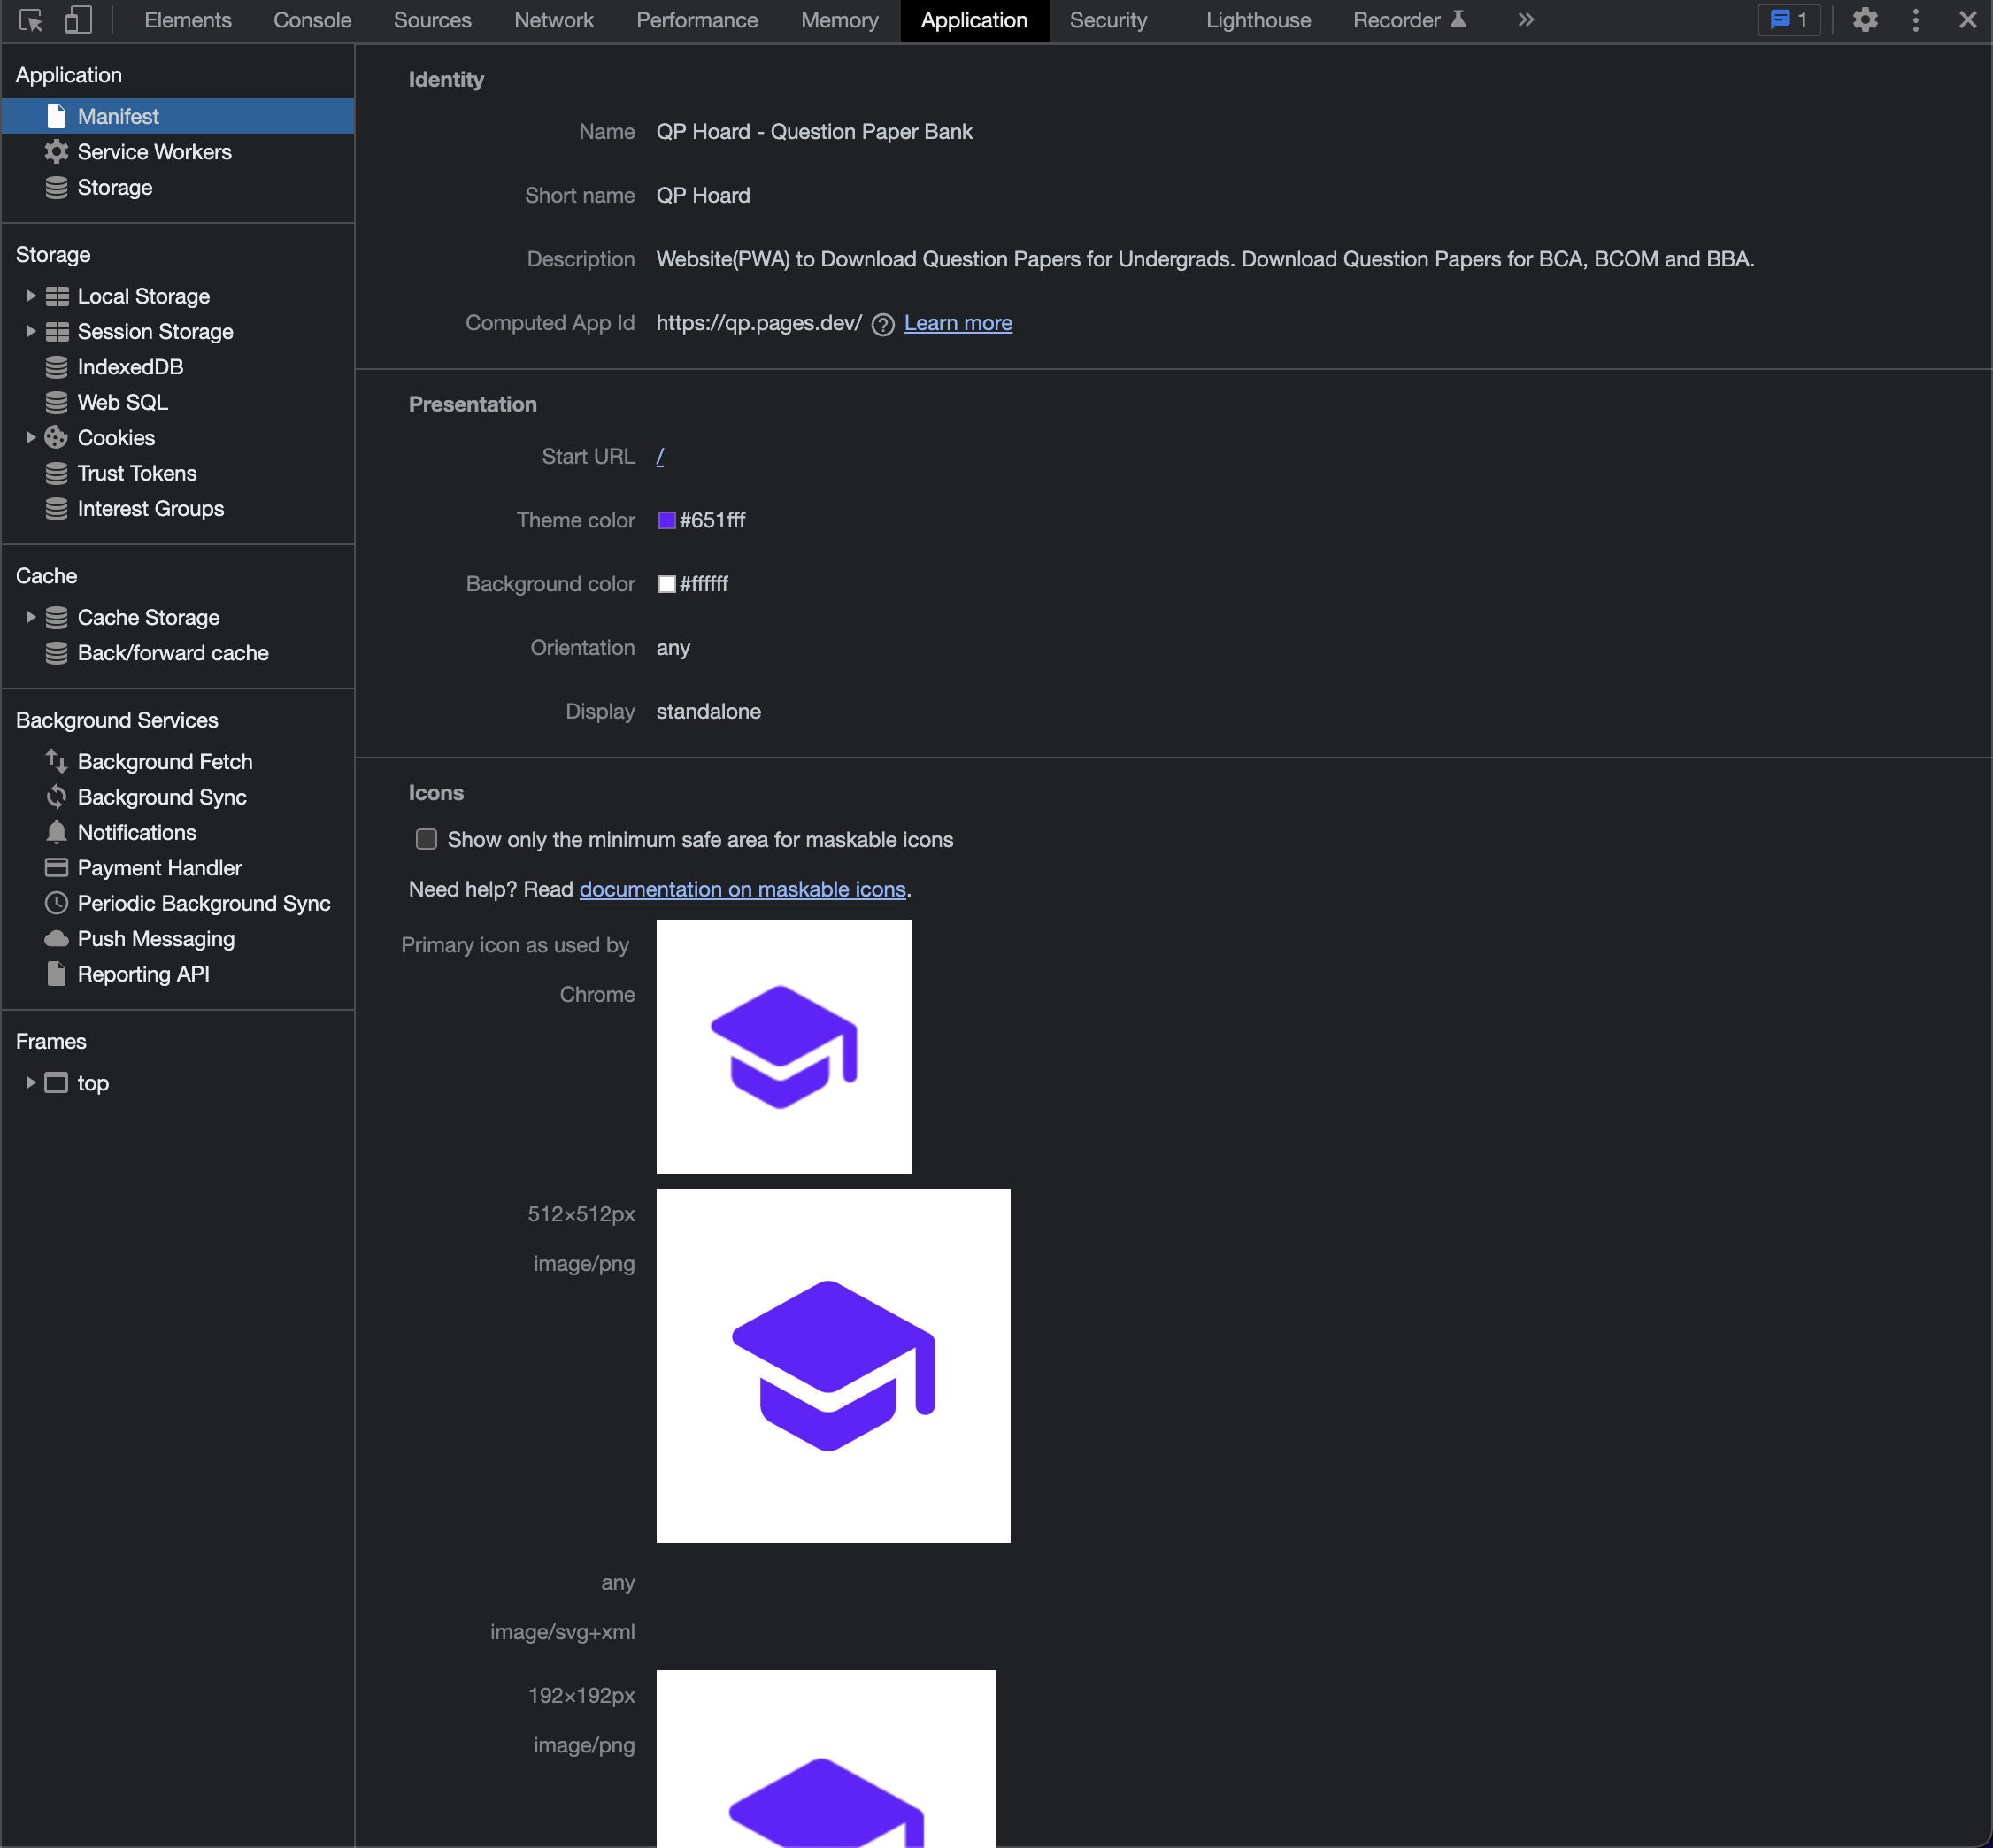 Elements Console Sources Network Performance Memory Application Security Lighthouse Recorder 1
Application
Manifest
Service Workers
Storage
Storage
Local Storage
Session Storage
IndexedDB
Web SQL
Cookies
Trust Tokens
Interest Groups
Cache
Cache Storage
Back/forward cache
Background Services
Background Fetch
Background Sync
Notifications
Payment Handler
Periodic Background Sync
Push Messaging
Reporting API
Frames
top
Identity
Name QP Hoard - Question Paper Bank
Short name QP Hoard
Description Website(PWA) to Download Question Papers for Undergrads. Download Question Papers for BCA, BCOM and BBA.
Computed App Id https://qp.pages.dev/ Learn more
Presentation
Start URL /
Theme color #651fff
Background color #ffffff
Orientation any
Display standalone
Icons
Show only the minimum safe area for maskable icons
Need help? Read documentation on maskable icons.
Primary icon as used by
Chrome
512×512px
image/png
any
image/svg+xml
192×192px
image/png